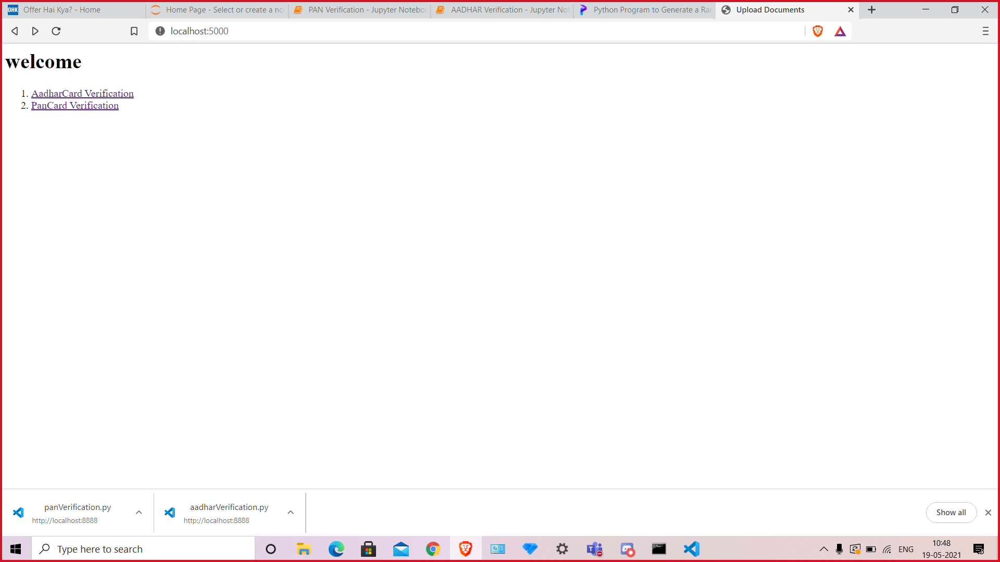 OHK Offer Hai Kya? - Home
Home Page - Select or create a no
PAN Verification - Jupyter Noteboo
AADHAR Verification - Jupyter Not
Python Program to Generate a Ran
Upload Documents
localhost:5000
welcome
1. AadharCard Verification
2. PanCard Verification
panVerification.py
http://localhost:8888
aadharVerification.py
http://localhost:8888
Show all
Type here to search
ENG
10:48
19-05-2021